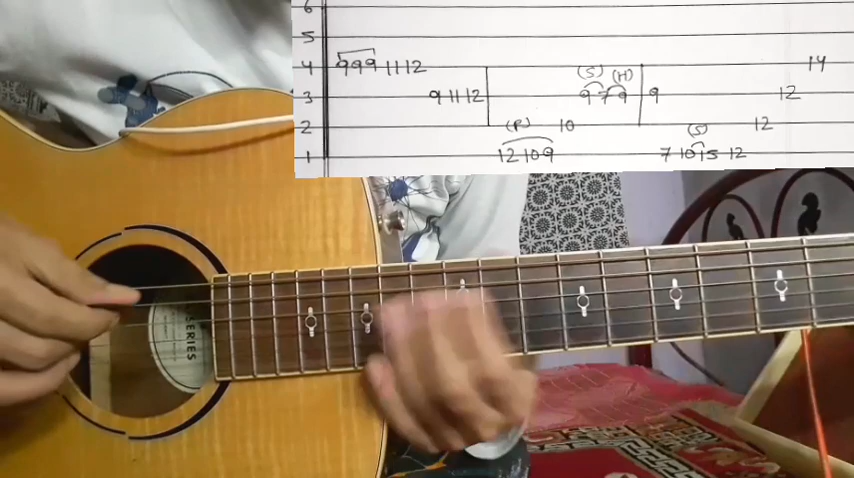 6
5
4 999 11 12 14
(S) (H)
3 9 11 12 9 7 9 9 12
2 (P) 10 (S) 12
1 12 10 9 7 10 15 12
SERIES